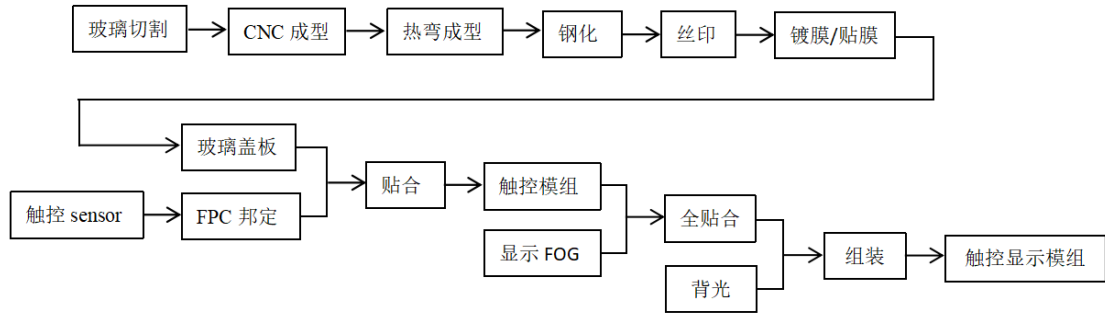 玻璃切割
CNC 成型
热弯成型
钢化
丝印
镀膜/贴膜
玻璃盖板
触控 sensor
FPC 邦定
贴合
触控模组
显示 FOG
全贴合
背光
组装
触控显示模组